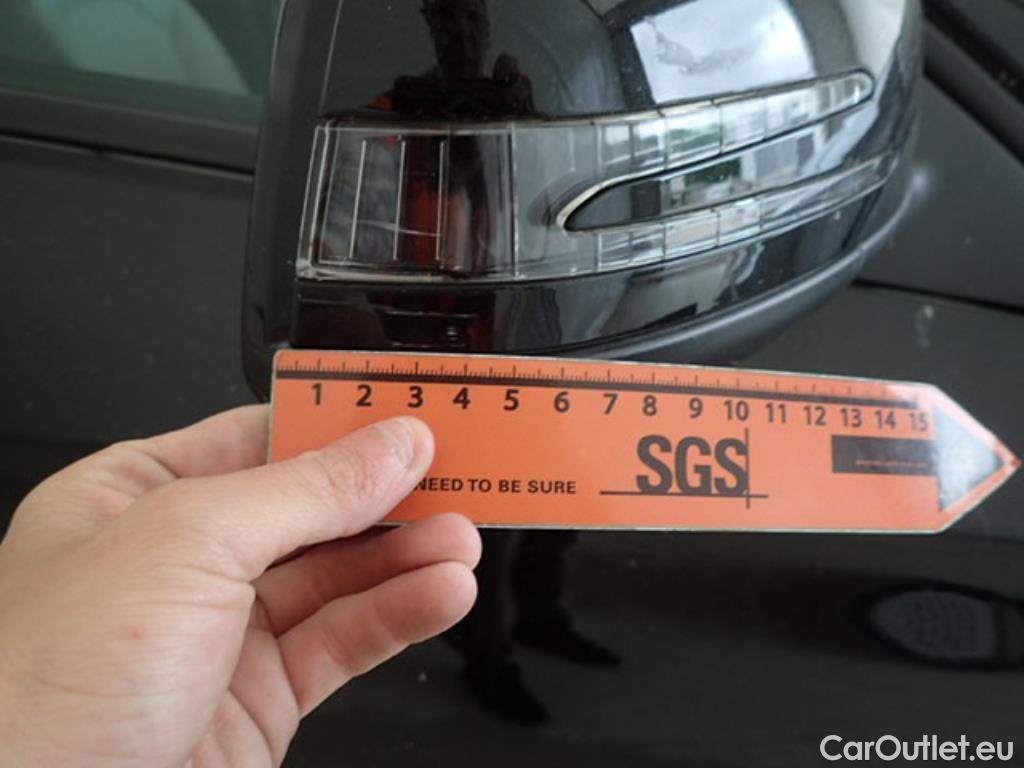 1 2 3 4 5 6 7 8 9 10 11 12 13 14 15
SGS
NEED TO BE SURE
CarOutlet.eu